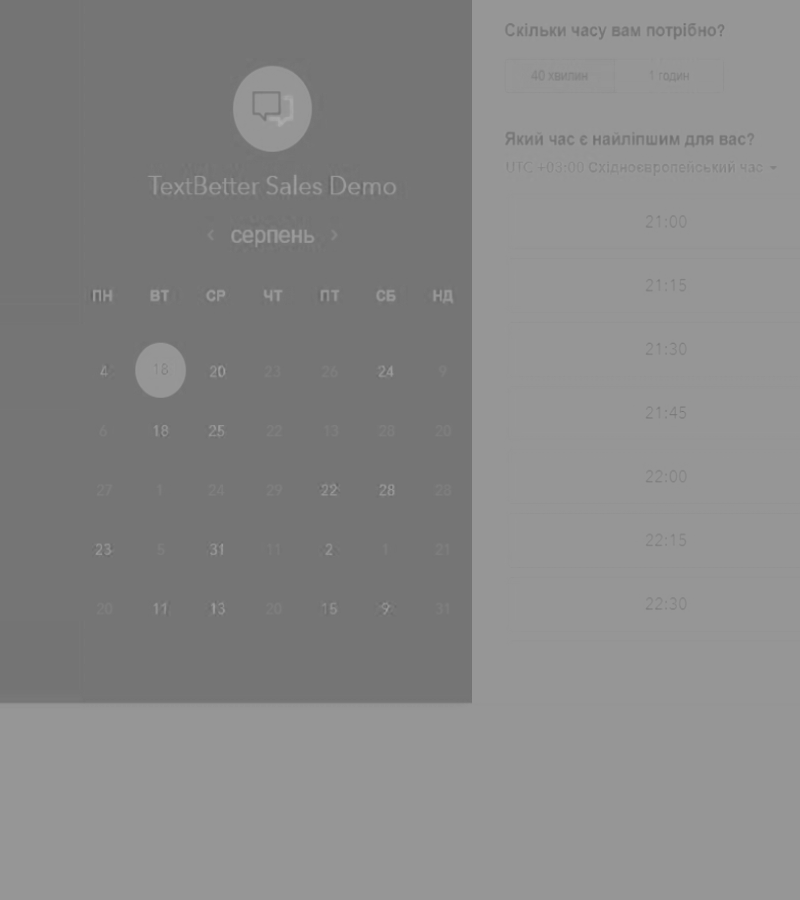 TextBetter Sales Demo
‹ серпень ›
ПН ВТ СР ЧТ ПТ СБ НД
4 18 20 23 26 24 9
6 18 25 22 13 28 20
27 1 24 29 22 28 28
23 5 31 11 2 1 21
20 11 13 20 15 9 31
Скільки часу вам потрібно?
40 хвилин 1 годин
Який час є найліпшим для вас?
UTC +03:00 Східноєвропейський час
21:00
21:15
21:30
21:45
22:00
22:15
22:30